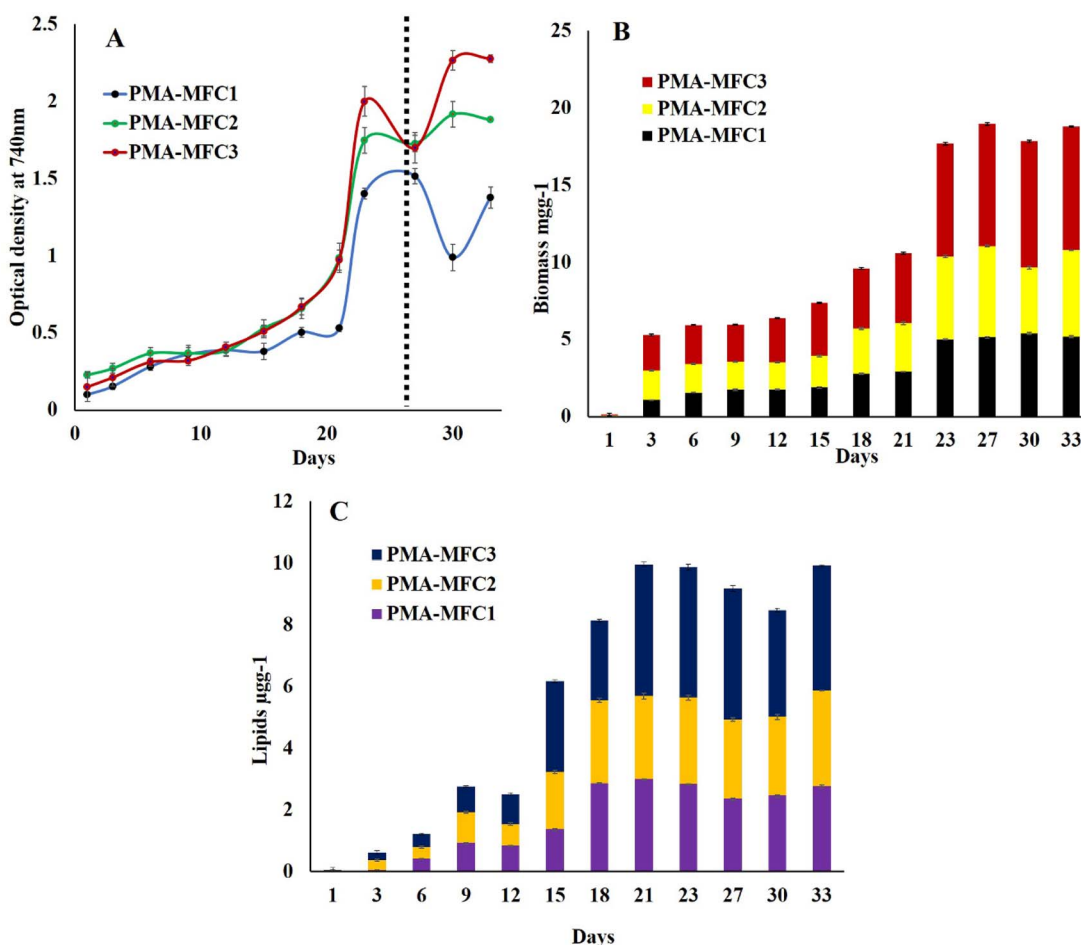 A
2.5
2
1.5
1
0.5
0
Optical density at 740nm
PMA-MFC1
PMA-MFC2
PMA-MFC3
0 10 20 30
Days
B
25
20
15
10
5
0
Biomass mgg-1
PMA-MFC3
PMA-MFC2
PMA-MFC1
1 3 6 9 12 15 18 21 23 27 30 33
Days
C
12
10
8
6
4
2
0
Lipids µgg-1
PMA-MFC3
PMA-MFC2
PMA-MFC1
1 3 6 9 12 15 18 21 23 27 30 33
Days